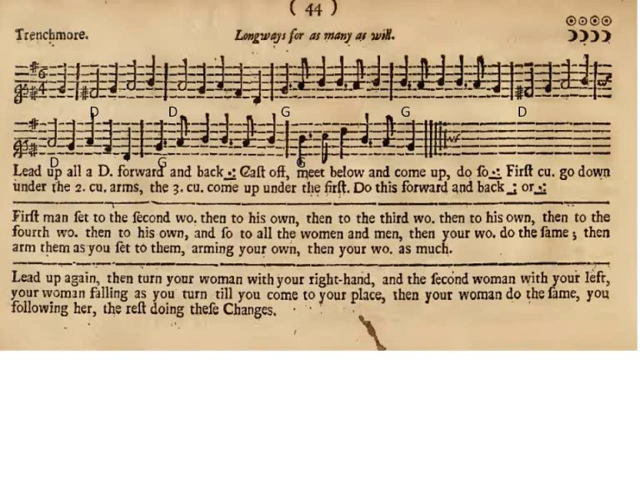 ( 44 )
Trenchmore. Longways for as many as will.
D D G G D
D G G
Lead up all a D. forward and back .: Cast off, meet below and come up, do so .: First cu. go down
under the 2. cu. arms, the 3. cu. come up under the first. Do this forward and back : or .:
First man set to the second wo. then to his own, then to the third wo. then to his own, then to the
fourth wo. then to his own, and so to all the women and men, then your wo. do the same ; then
arm them as you set to them, arming your own, then your wo. as much.
Lead up again, then turn your woman with your right-hand, and the second woman with your left,
your woman falling as you turn till you come to your place, then your woman do the same, you
following her, the rest doing these Changes.